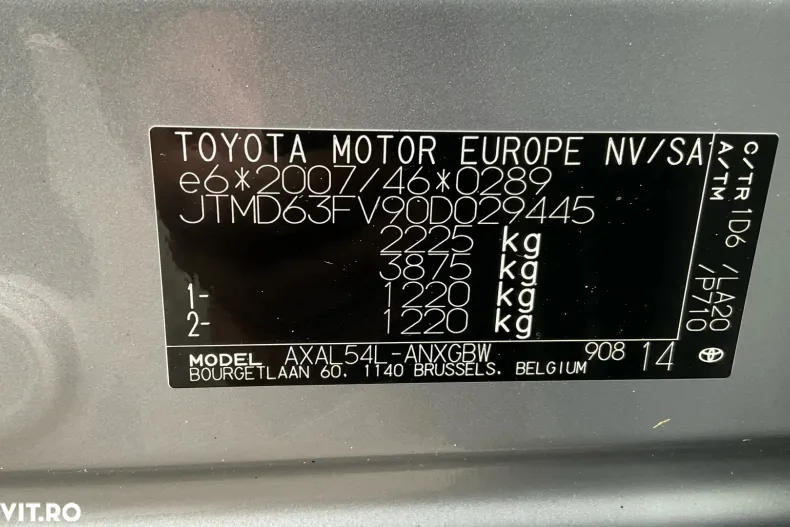 TOYOTA MOTOR EUROPE NV/SA
e6*2007/46*0289
JTMD63FV90D029445
2225 kg
3875 kg
1- 1220 kg
2- 1220 kg
MODEL AXAL54L-ANXGBW 908 14
BOURGETLAAN 60, 1140 BRUSSELS, BELGIUM
C/TR 1D6 /LA20
A/TM /P710
VIT.RO